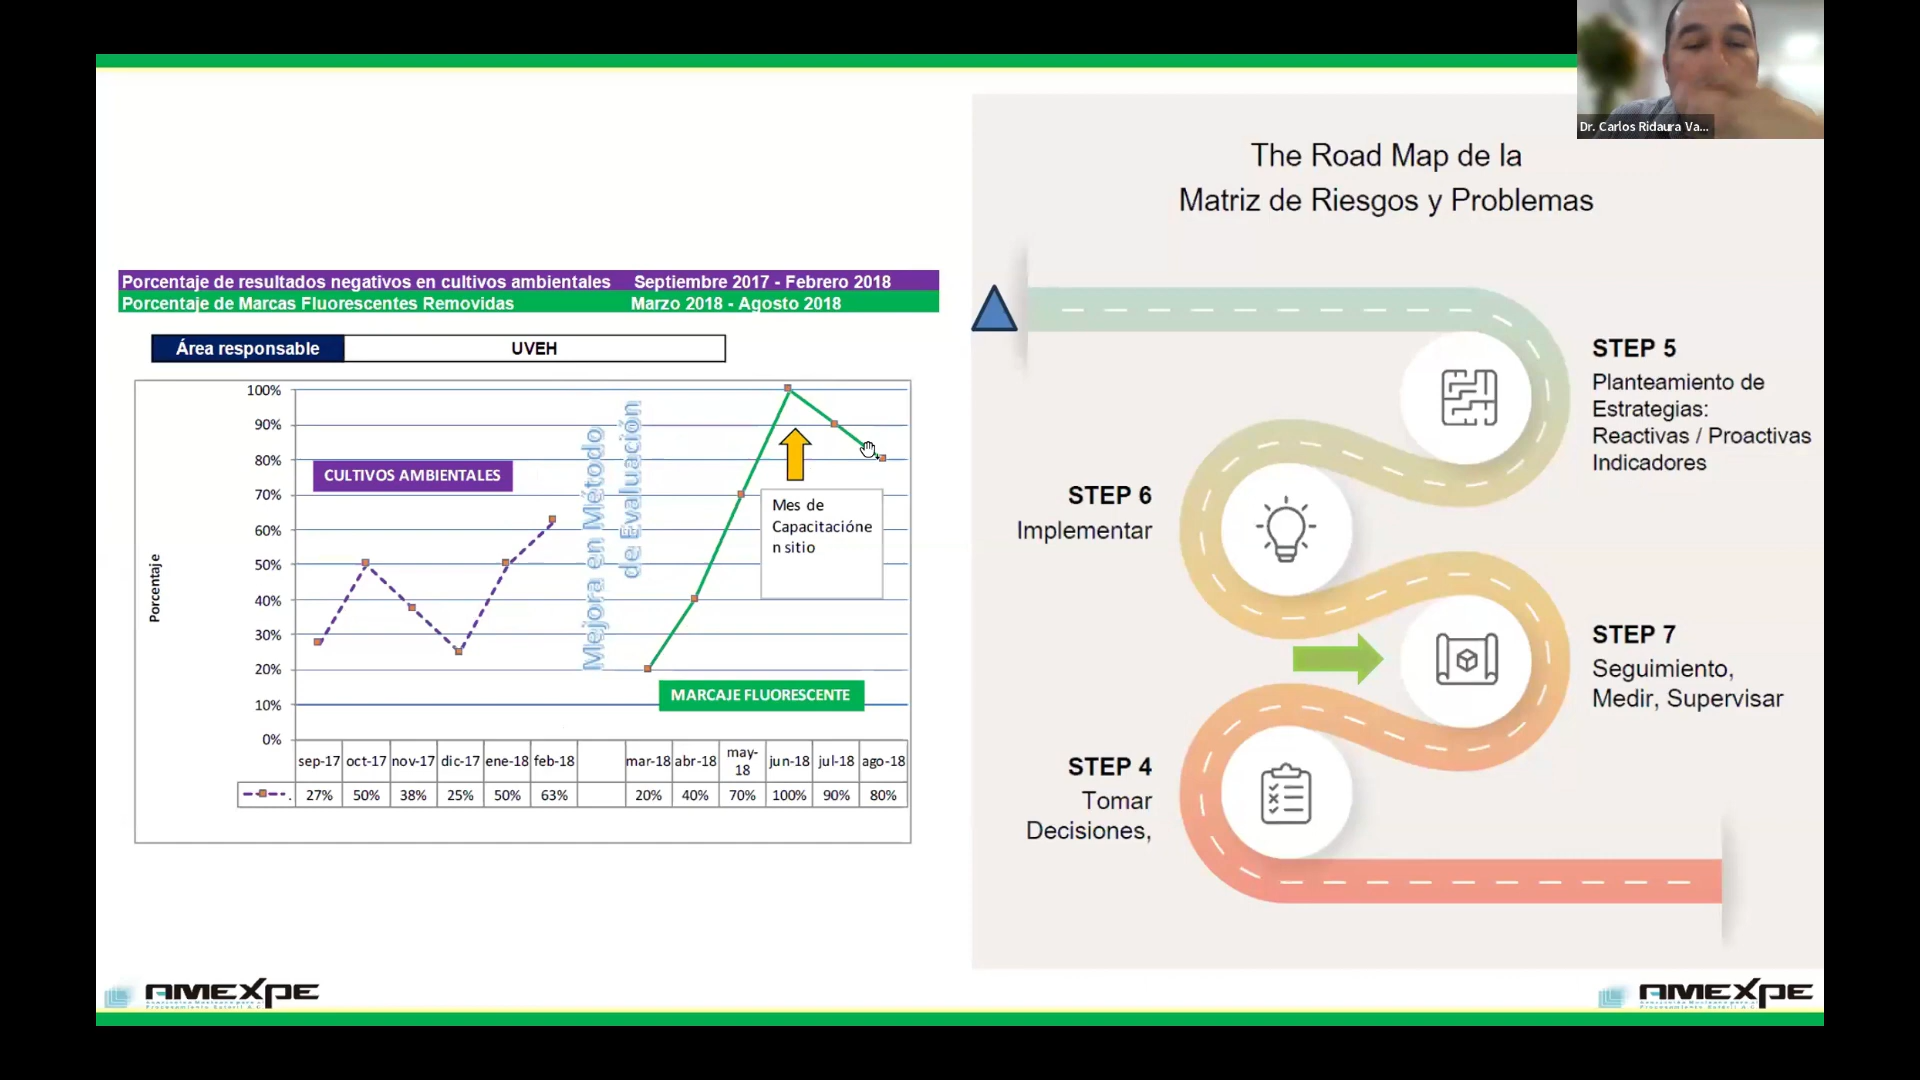 Dr. Carlos Ridaura Va...
The Road Map de la
Matriz de Riesgos y Problemas
Porcentaje de resultados negativos en cultivos ambientales Septiembre 2017 - Febrero 2018
Porcentaje de Marcas Fluorescentes Removidas Marzo 2018 - Agosto 2018
Área responsable UVEH
Porcentaje
100%
90%
80%
70%
60%
50%
40%
30%
20%
10%
0%
CULTIVOS AMBIENTALES
Mejora en Método
de Evaluación
Mes de
Capacitacióne
n sitio
MARCAJE FLUORESCENTE
sep-17 oct-17 nov-17 dic-17 ene-18 feb-18 mar-18 abr-18 may-
18 jun-18 jul-18 ago-18
. 27% 50% 38% 25% 50% 63% 20% 40% 70% 100% 90% 80%
STEP 5
Planteamiento de
Estrategias:
Reactivas / Proactivas
Indicadores
STEP 6
Implementar
STEP 7
Seguimiento,
Medir, Supervisar
STEP 4
Tomar
Decisiones,
AMEXPE
AMEXPE